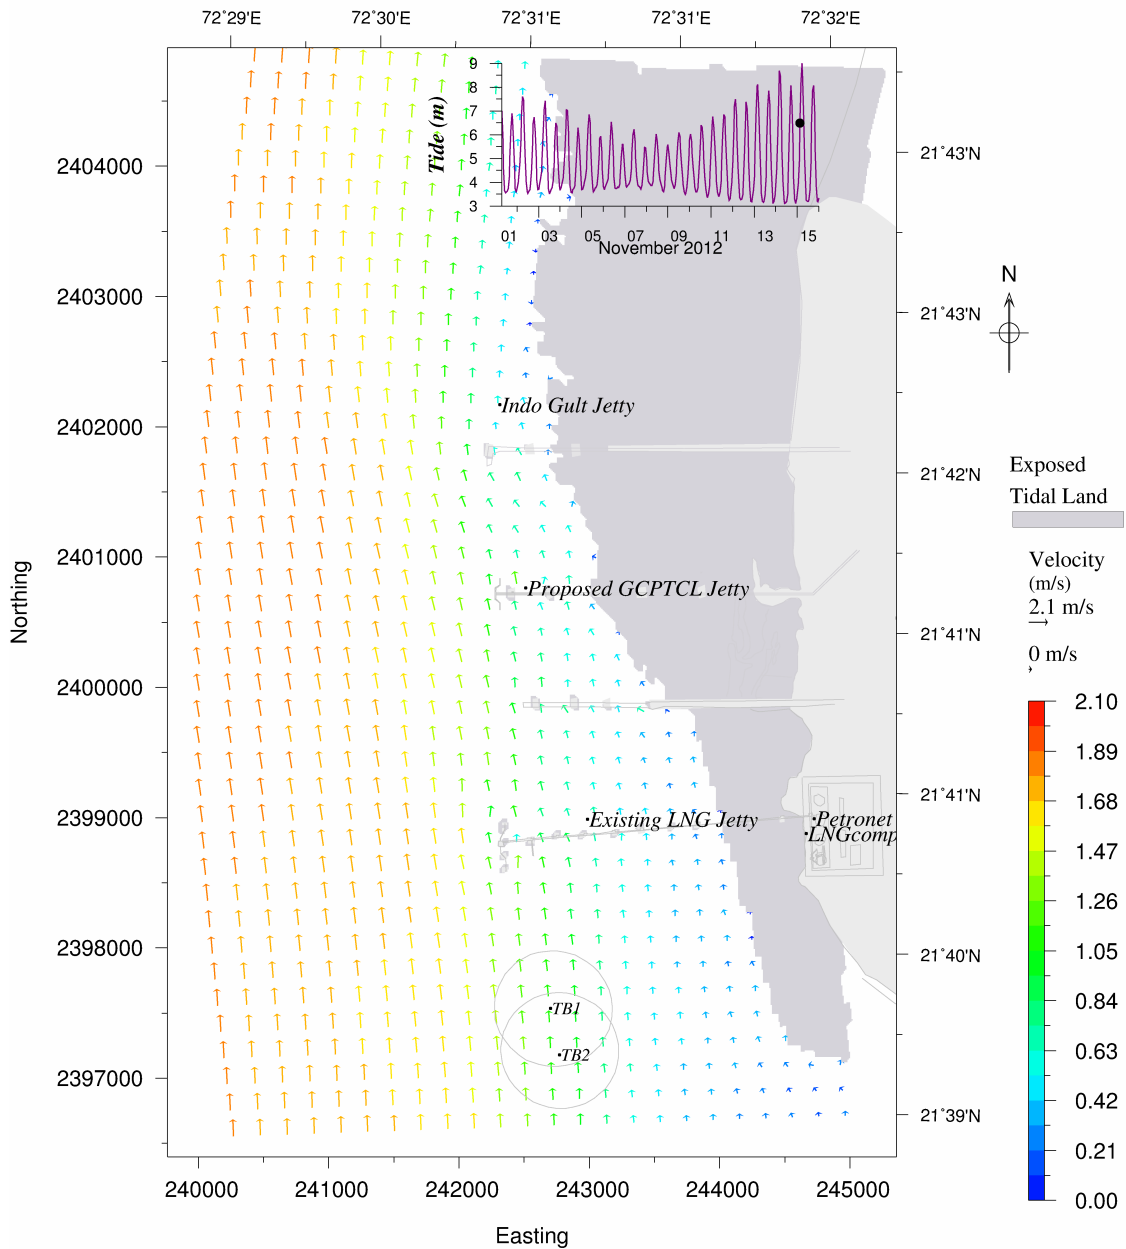 72°29'E 72°30'E 72°31'E 72°31'E 72°32'E
9
8
7
6
5
4
3
Tide (m)
01 03 05 07 09 11 13 15
November 2012
2404000
2403000
2402000
2401000
2400000
2399000
2398000
2397000
Northing
21°43'N
21°43'N
21°42'N
21°41'N
21°41'N
21°40'N
21°39'N
N
Indo Gult Jetty
Proposed GCPTCL Jetty
Existing LNG Jetty
Petronet
LNGcomp
TB1
TB2
Exposed
Tidal Land
Velocity
(m/s)
2.1 m/s
0 m/s
2.10
1.89
1.68
1.47
1.26
1.05
0.84
0.63
0.42
0.21
0.00
240000 241000 242000 243000 244000 245000
Easting